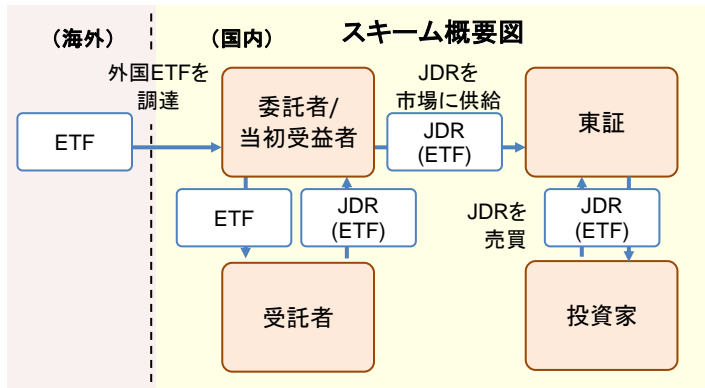 （海外）
（国内）
スキーム概要図
外国ETFを
調達
委託者/
当初受益者
JDRを
市場に供給
東証
ETF
JDR
(ETF)
ETF
JDR
(ETF)
JDRを
売買
JDR
(ETF)
受託者
投資家